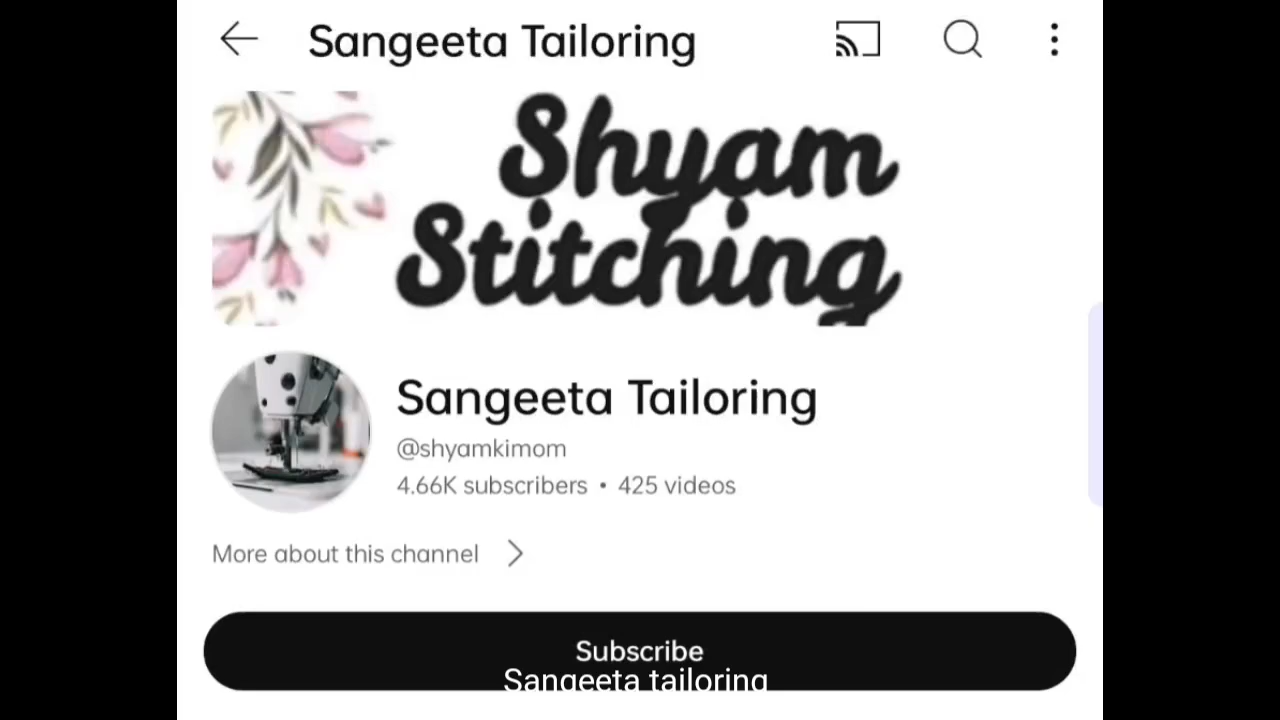 Sangeeta Tailoring
Shyam
Stitching
Sangeeta Tailoring
@shyamkimom
4.66K subscribers • 425 videos
More about this channel
Subscribe
Sangeeta tailoring